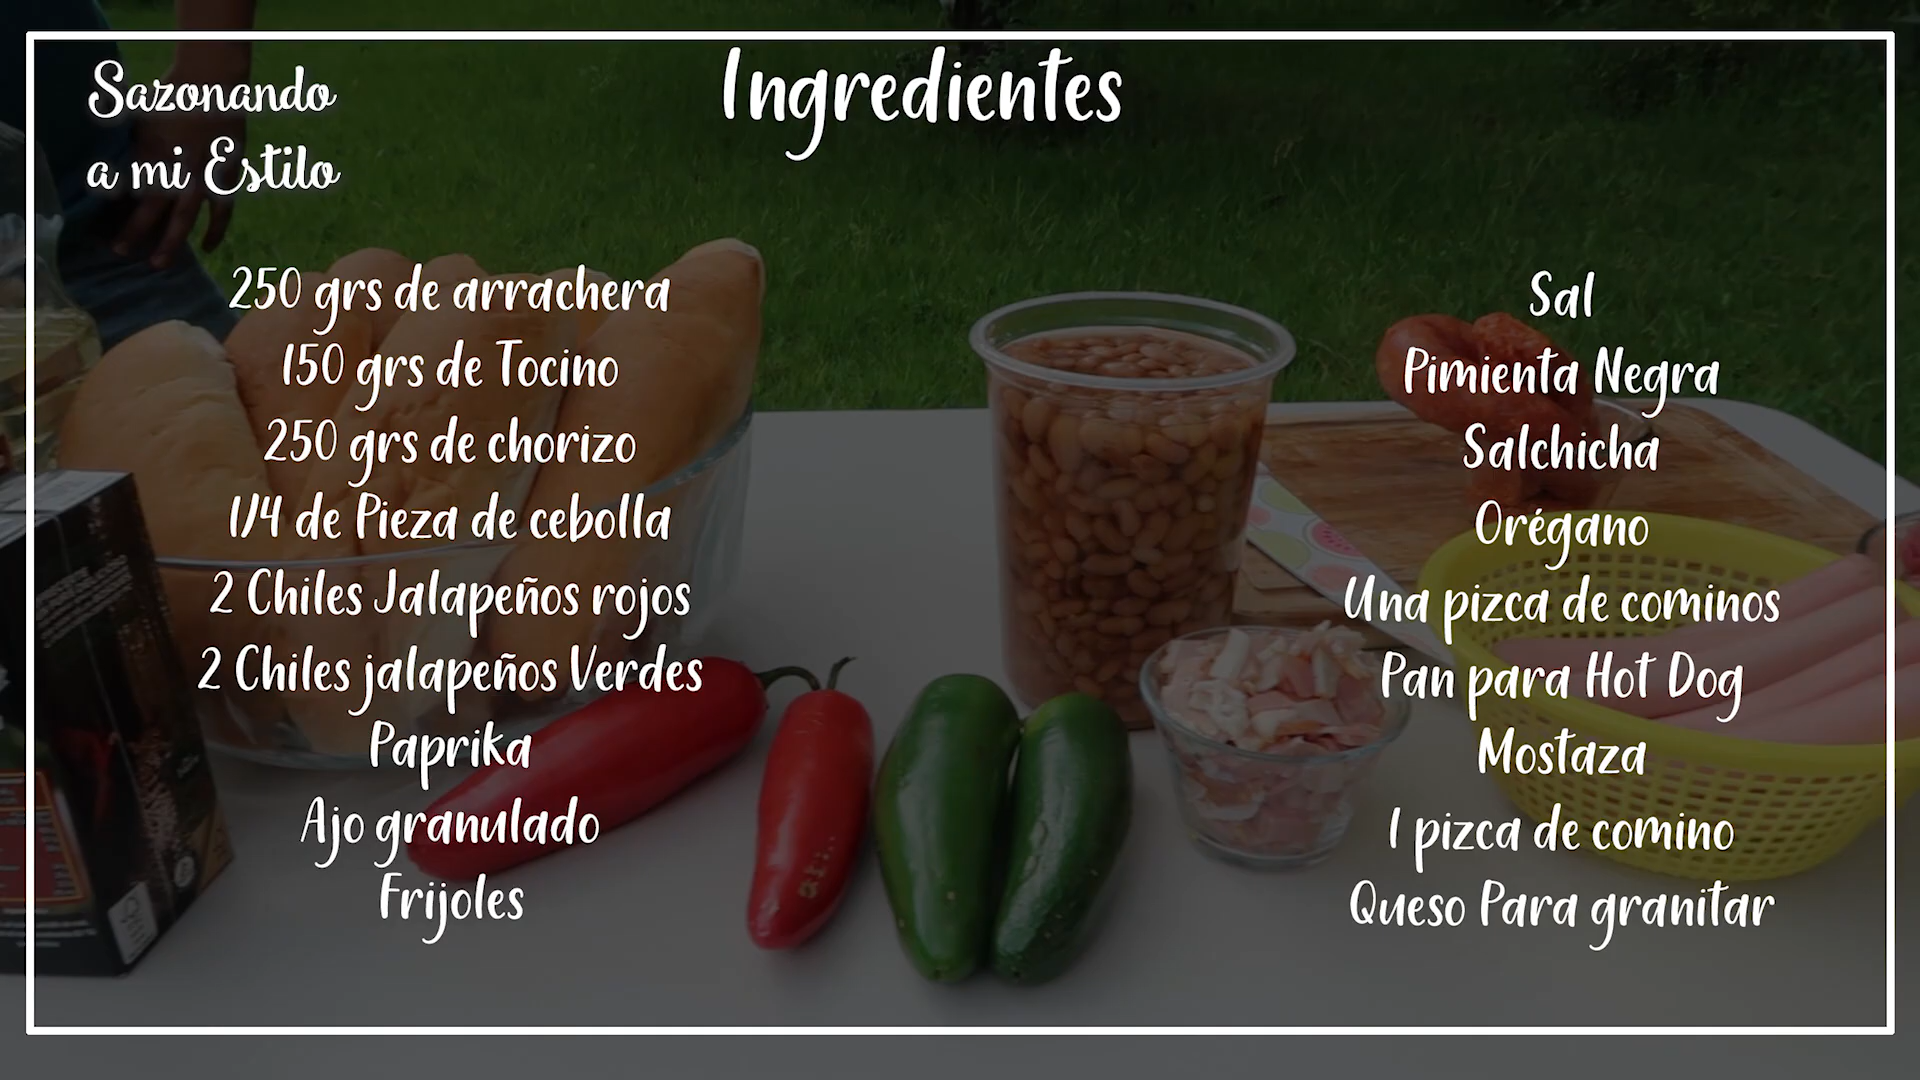 Sazonando
a mi Estilo
Ingredientes
250 grs de arrachera
150 grs de Tocino
250 grs de chorizo
1/4 de Pieza de cebolla
2 Chiles Jalapeños rojos
2 Chiles jalapeños Verdes
Paprika
Ajo granulado
Frijoles
Sal
Pimienta Negra
Salchicha
Orégano
Una pizca de cominos
Pan para Hot Dog
Mostaza
1 pizca de comino
Queso Para granitar